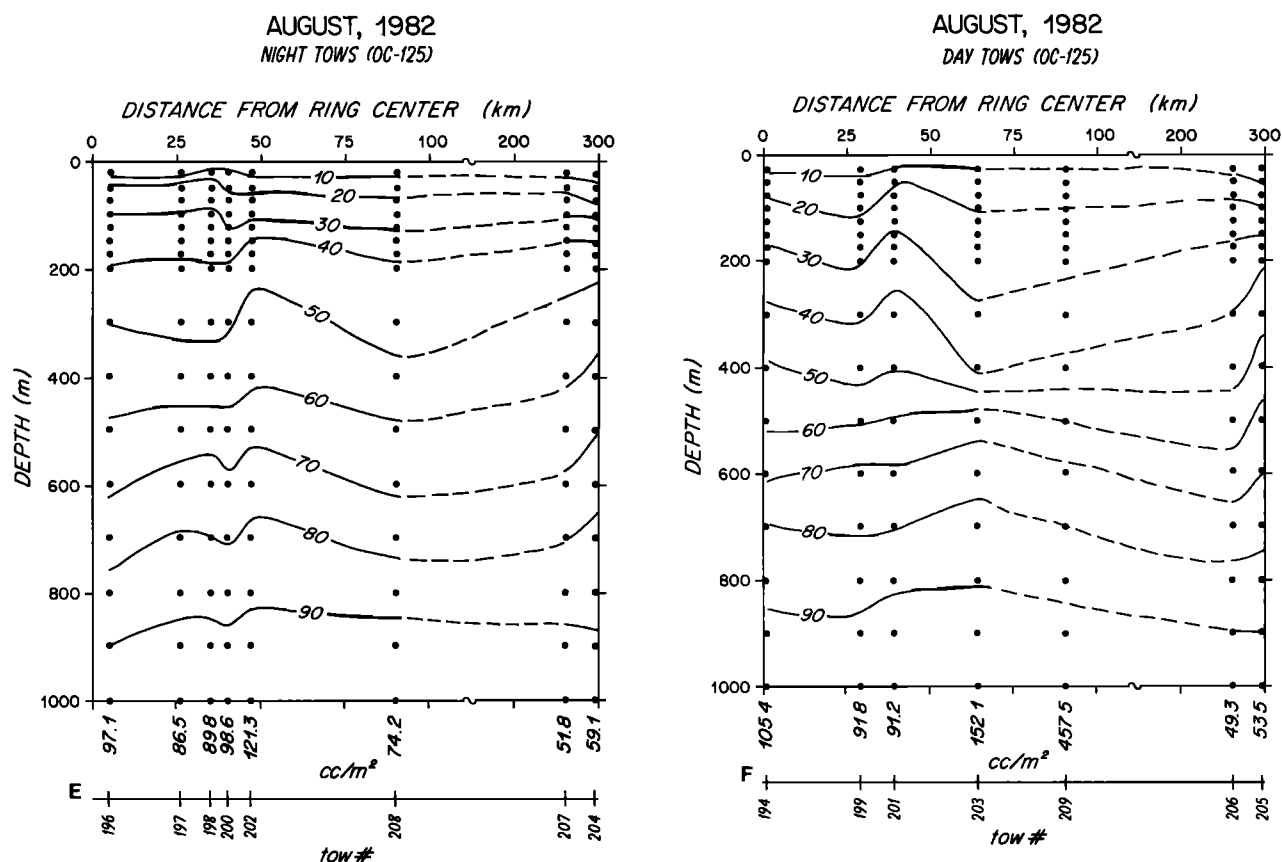 AUGUST, 1982
NIGHT TOWS (OC-125)
DISTANCE FROM RING CENTER (km)
0 25 50 75 100 200 300
0
200
400
600
800
1000
DEPTH (m)
10
20
30
40
50
60
70
80
90
97.1 86.5 89.8 98.6 121.3 74.2 51.8 59.1
cc/m²
E
196 197 198 200 202 208 207 204
tow #
AUGUST, 1982
DAY TOWS (OC-125)
DISTANCE FROM RING CENTER (km)
0 25 50 75 100 200 300
0
200
400
600
800
1000
DEPTH (m)
10
20
30
40
50
60
70
80
90
105.4 91.8 91.2 152.1 457.5 49.3 53.5
cc/m²
F
194 199 201 203 209 206 205
tow #